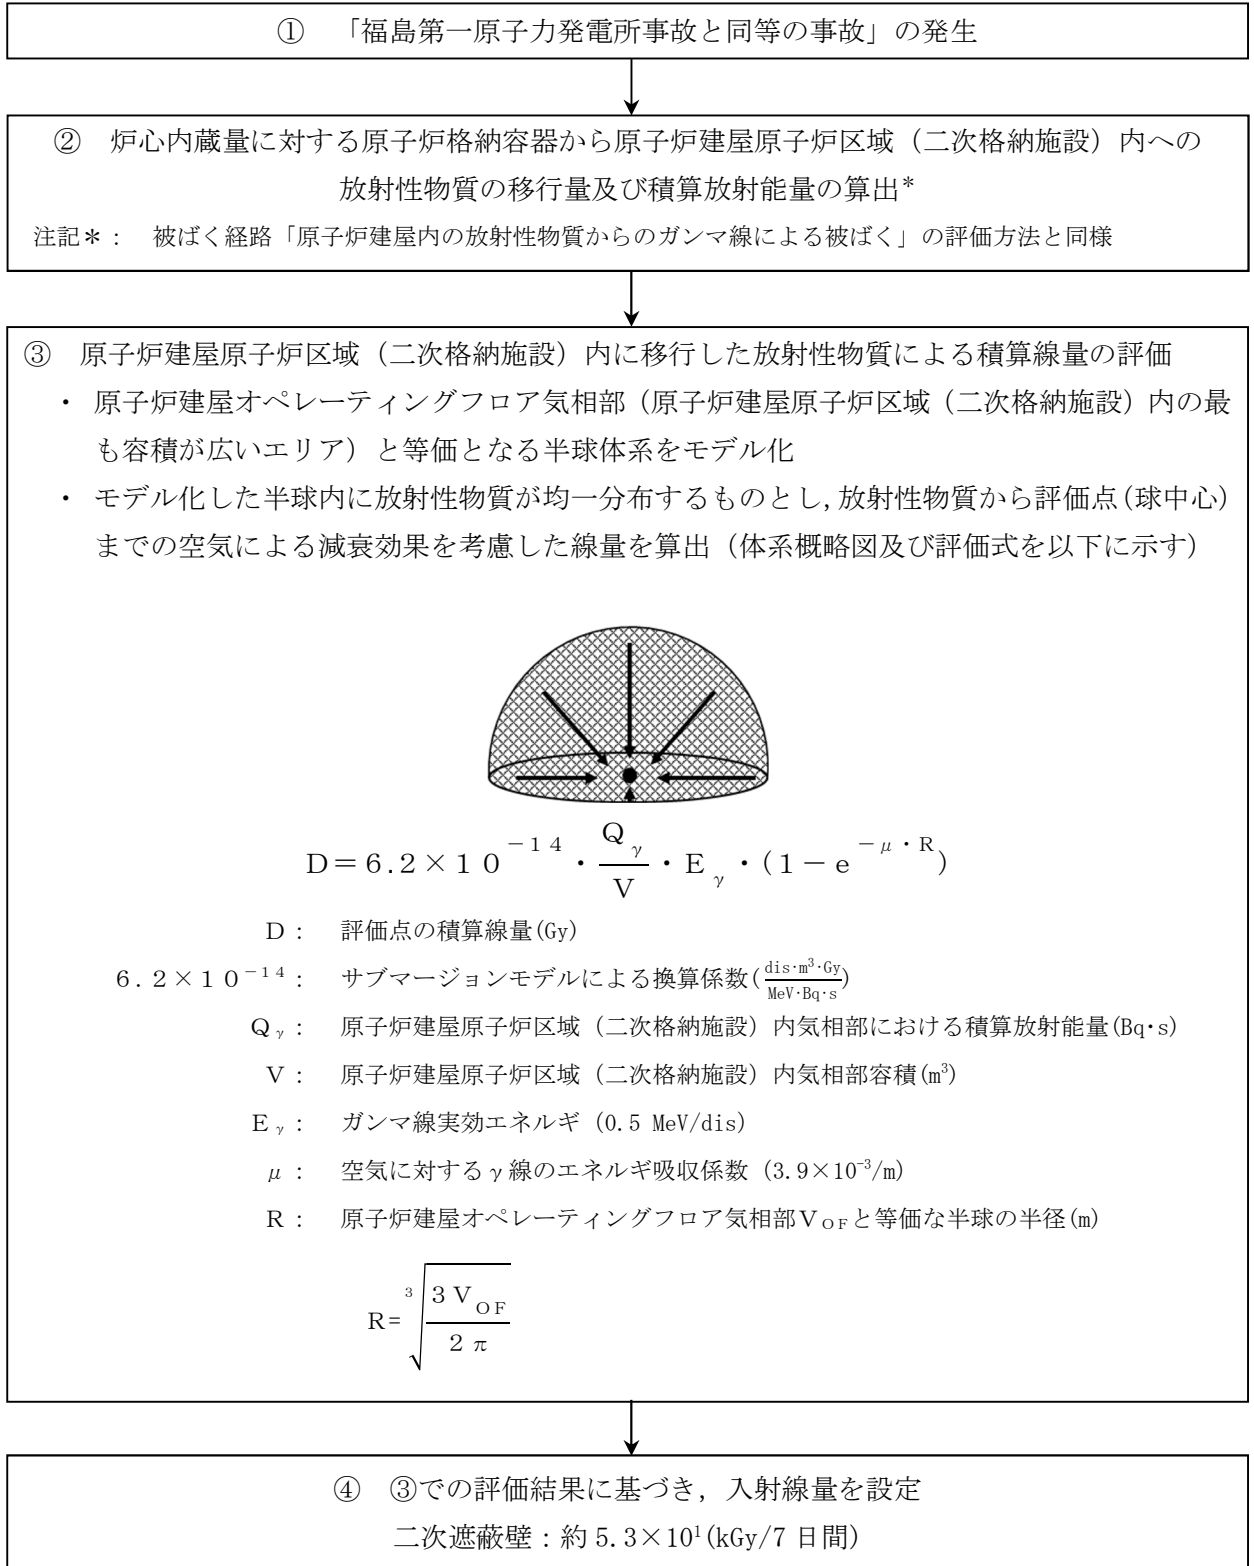 ① 「福島第一原子力発電所事故と同等の事故」の発生
② 炉心内蔵量に対する原子炉格納容器から原子炉建屋原子炉区域（二次格納施設）内への
放射性物質の移行量及び積算放射能量の算出*
注記＊： 被ばく経路「原子炉建屋内の放射性物質からのガンマ線による被ばく」の評価方法と同様
③ 原子炉建屋原子炉区域（二次格納施設）内に移行した放射性物質による積算線量の評価
・ 原子炉建屋オペレーティングフロア気相部（原子炉建屋原子炉区域（二次格納施設）内の最
も容積が広いエリア）と等価となる半球体系をモデル化
・ モデル化した半球内に放射性物質が均一分布するものとし,放射性物質から評価点(球中心)
までの空気による減衰効果を考慮した線量を算出（体系概略図及び評価式を以下に示す）
D＝6.2×10^{-14}・\frac{Q_γ}{V}・E_γ・(1－e^{-μ・R})
D： 評価点の積算線量(Gy)
6.2×10^{-14}： サブマージョンモデルによる換算係数(\frac{dis·m³·Gy}{MeV·Bq·s})
Q_γ： 原子炉建屋原子炉区域（二次格納施設）内気相部における積算放射能量(Bq･s)
V： 原子炉建屋原子炉区域（二次格納施設）内気相部容積(m³)
E_γ： ガンマ線実効エネルギ（0.5 MeV/dis)
μ： 空気に対するγ線のエネルギ吸収係数（3.9×10⁻³/m)
R： 原子炉建屋オペレーティングフロア気相部V_{OF}と等価な半球の半径(m)
R=\sqrt[3]{\frac{3V_{OF}}{2π}}
④ ③での評価結果に基づき，入射線量を設定
二次遮蔽壁：約 5.3×10¹(kGy/7 日間)